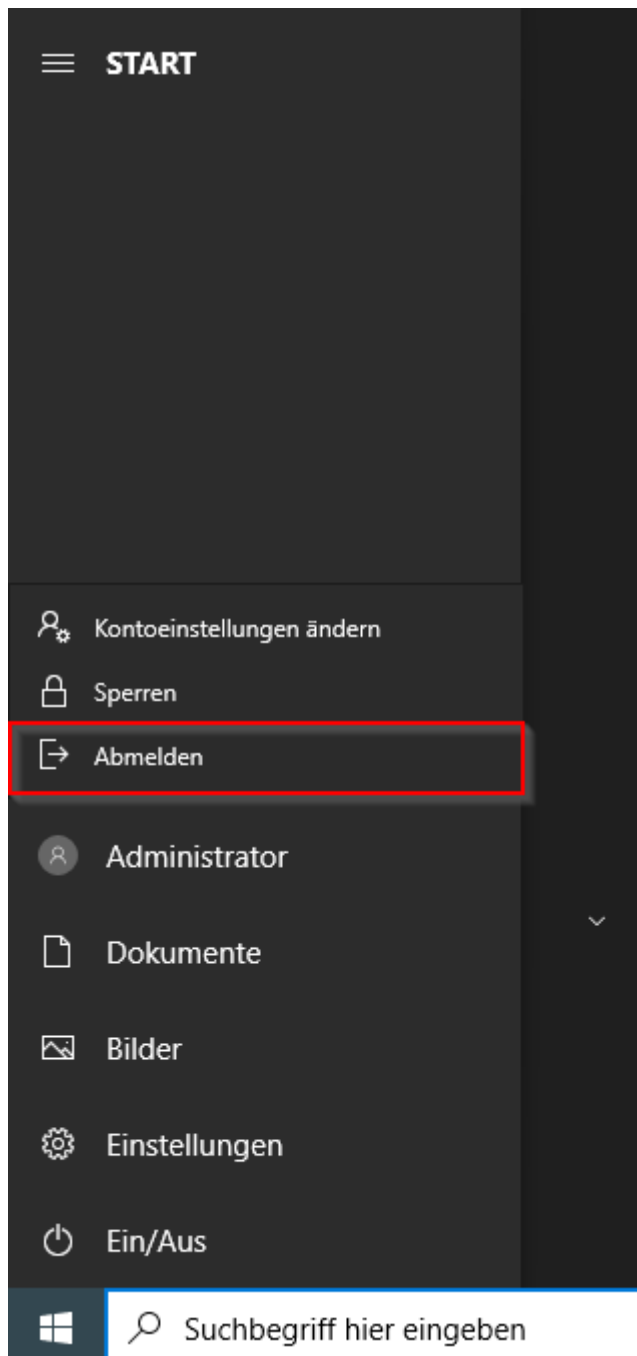 START
Kontoeinstellungen ändern
Sperren
Abmelden
Administrator
Dokumente
Bilder
Einstellungen
Ein/Aus
Suchbegriff hier eingeben